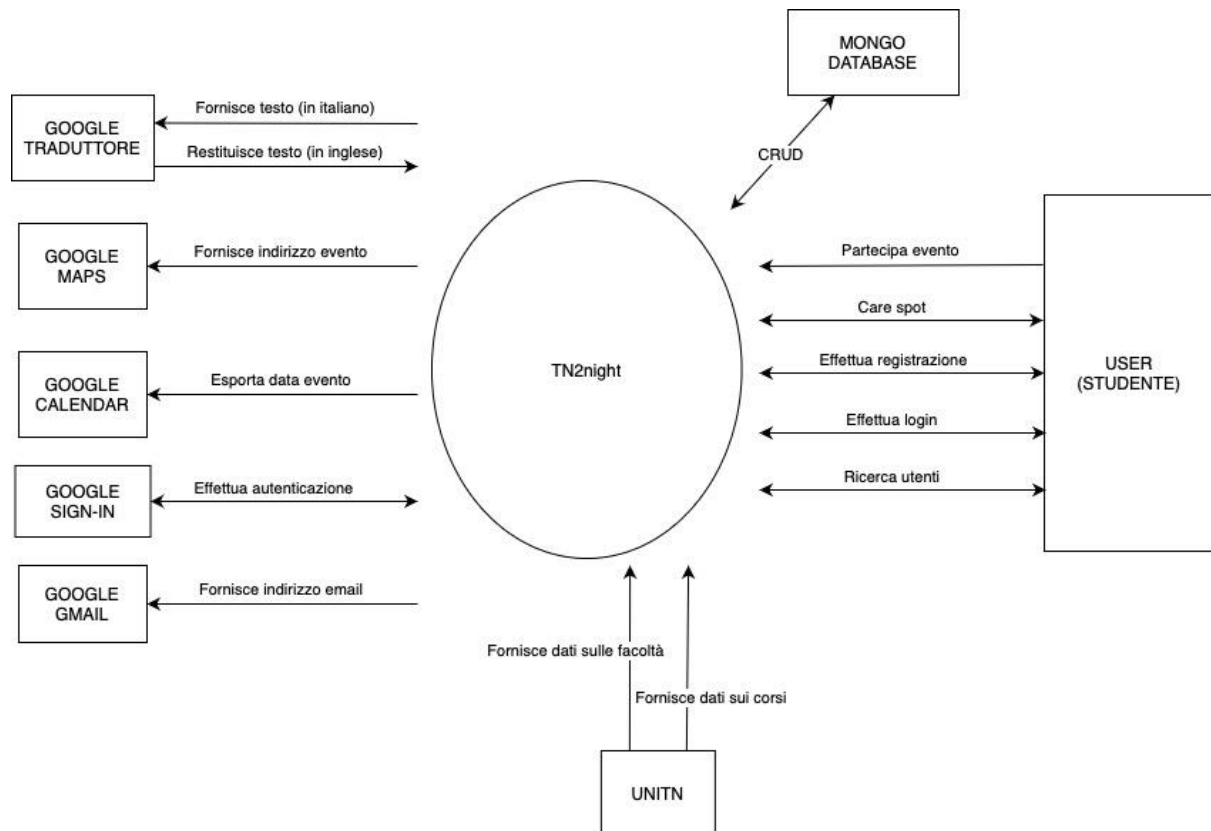 MONGO
DATABASE
GOOGLE
TRADUTTORE
Fornisce testo (in italiano)
Restituisce testo (in inglese)
CRUD
GOOGLE
MAPS
Fornisce indirizzo evento
Partecipa evento
Care spot
GOOGLE
CALENDAR
Esporta data evento
TN2night
Effettua registrazione
USER
(STUDENTE)
Effettua login
GOOGLE
SIGN-IN
Effettua autenticazione
Ricerca utenti
GOOGLE
GMAIL
Fornisce indirizzo email
Fornisce dati sulle facoltà
Fornisce dati sui corsi
UNITN